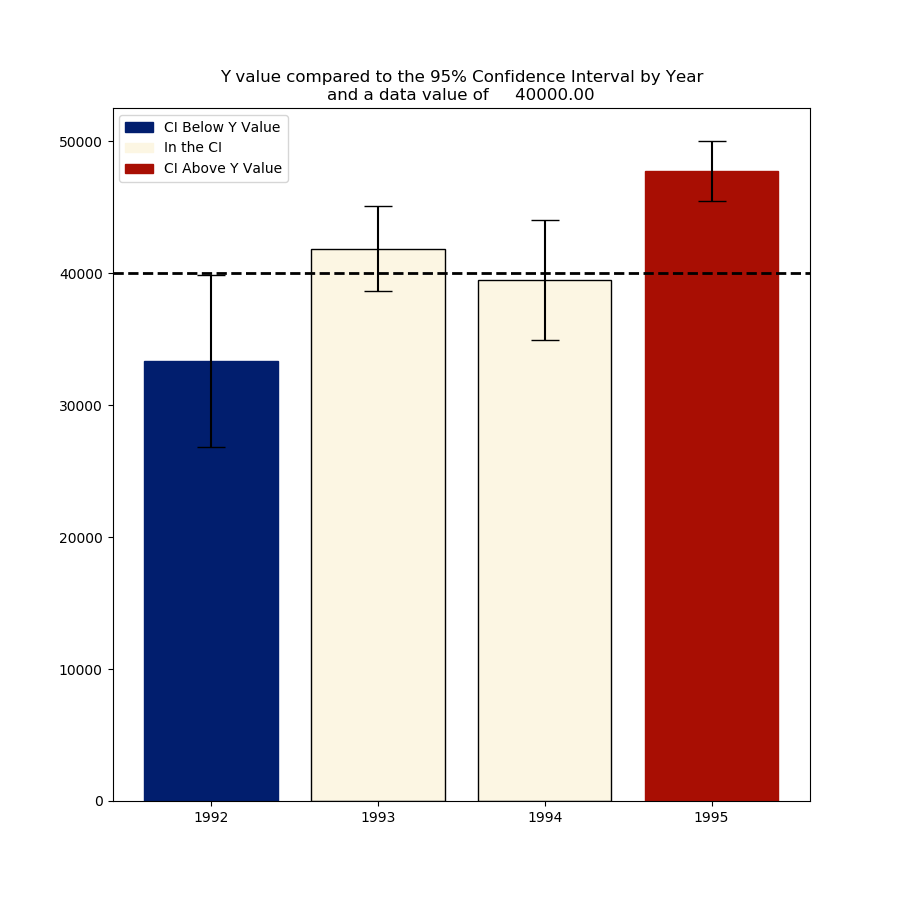 Y value compared to the 95% Confidence Interval by Year
and a data value of 40000.00
CI Below Y Value
In the CI
CI Above Y Value
50000
40000
30000
20000
10000
0
1992 1993 1994 1995